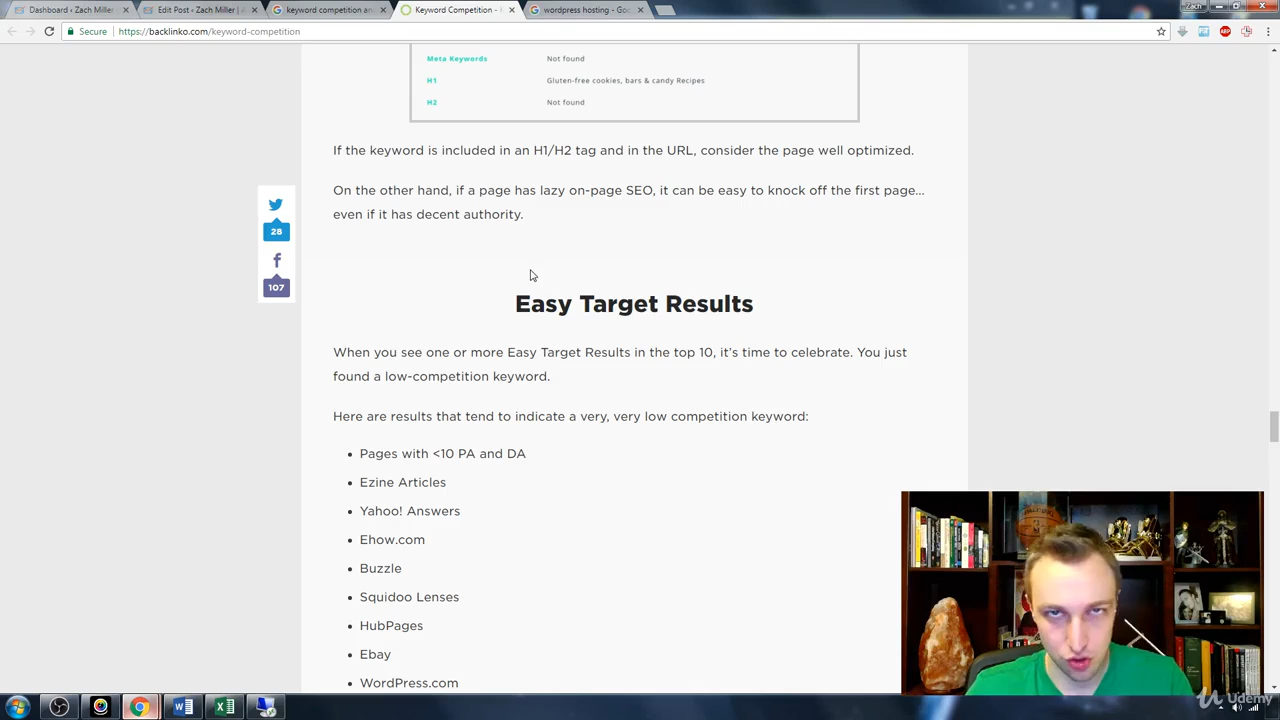 Dashboard ‹ Zach Miller
Edit Post ‹ Zach Miller | A
keyword competition an
Keyword Competition -
wordpress hosting - Goo
Zach
Secure
https://backlinko.com/keyword-competition
Meta Keywords Not found
H1 Gluten-free cookies, bars & candy Recipes
H2 Not found
If the keyword is included in an H1/H2 tag and in the URL, consider the page well optimized.
On the other hand, if a page has lazy on-page SEO, it can be easy to knock off the first page...
even if it has decent authority.
28
107
Easy Target Results
When you see one or more Easy Target Results in the top 10, it's time to celebrate. You just
found a low-competition keyword.
Here are results that tend to indicate a very, very low competition keyword:
• Pages with <10 PA and DA
• Ezine Articles
• Yahoo! Answers
• Ehow.com
• Buzzle
• Squidoo Lenses
• HubPages
• Ebay
• WordPress.com
Udemy